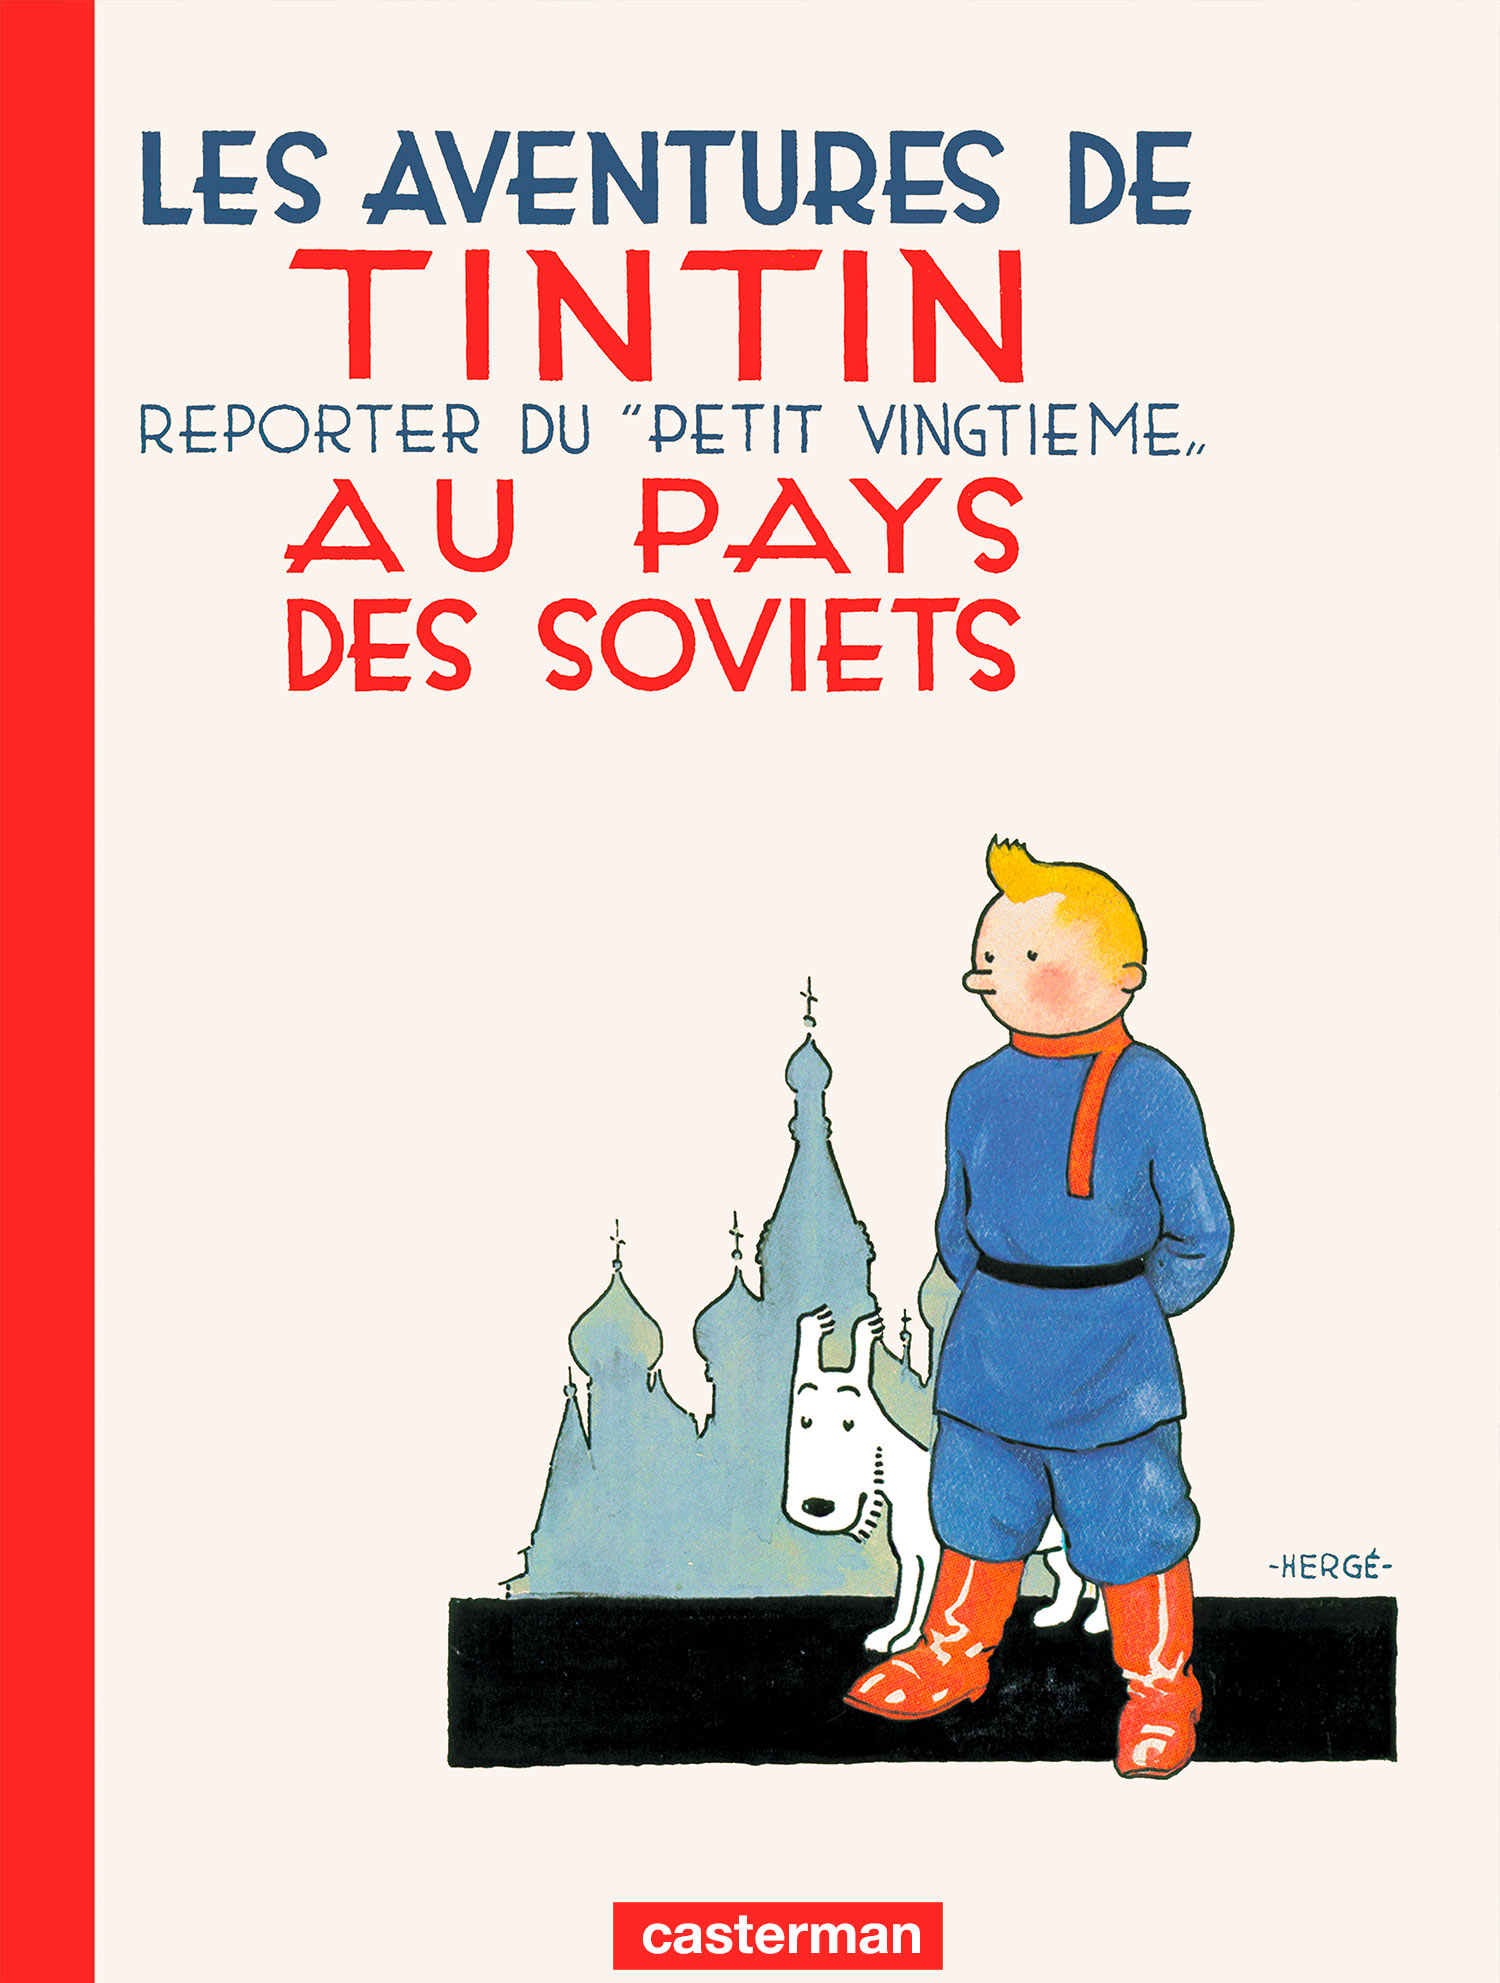 LES AVENTURES DE
TINTIN
REPORTER DU "PETIT VINGTIEME„
AU PAYS
DES SOVIETS
-HERGÉ-
casterman